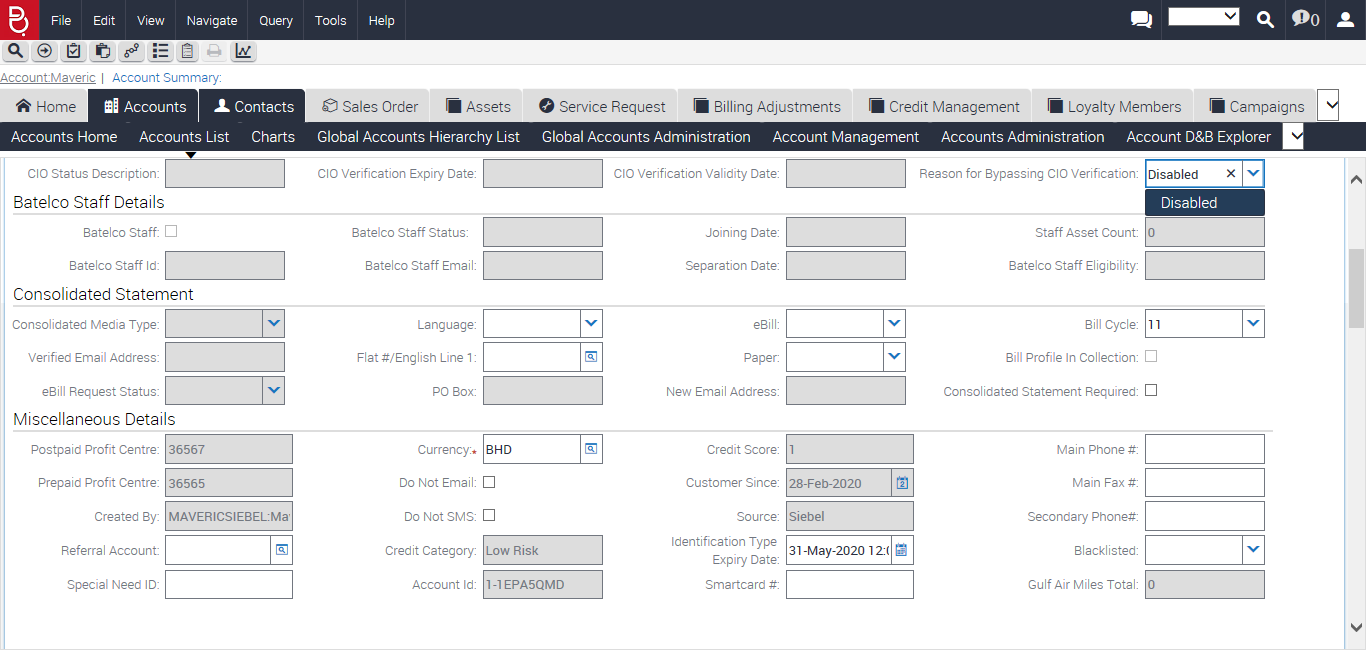 File Edit View Navigate Query Tools Help 0
Account:Maveric | Account Summary:
Home Accounts Contacts Sales Order Assets Service Request Billing Adjustments Credit Management Loyalty Members Campaigns
Accounts Home Accounts List Charts Global Accounts Hierarchy List Global Accounts Administration Account Management Accounts Administration Account D&B Explorer
CIO Status Description: CIO Verification Expiry Date: CIO Verification Validity Date: Reason for Bypassing CIO Verification: Disabled
Batelco Staff Details Disabled
Batelco Staff: Batelco Staff Status: Joining Date: Staff Asset Count: 0
Batelco Staff Id: Batelco Staff Email: Separation Date: Batelco Staff Eligibility:
Consolidated Statement
Consolidated Media Type: Language: eBill: Bill Cycle: 11
Verified Email Address: Flat #/English Line 1: Paper: Bill Profile In Collection:
eBill Request Status: PO Box: New Email Address: Consolidated Statement Required:
Miscellaneous Details
Postpaid Profit Centre: 36567 Currency:* BHD Credit Score: 1 Main Phone #:
Prepaid Profit Centre: 36565 Do Not Email: Customer Since: 28-Feb-2020 2 Main Fax #:
Created By: MAVERICSIEBEL:Ma Do Not SMS: Source: Siebel Secondary Phone#:
Referral Account: Credit Category: Low Risk Identification Type Expiry Date: 31-May-2020 12:0 Blacklisted:
Special Need ID: Account Id: 1-1EPA5QMD Smartcard #: Gulf Air Miles Total: 0